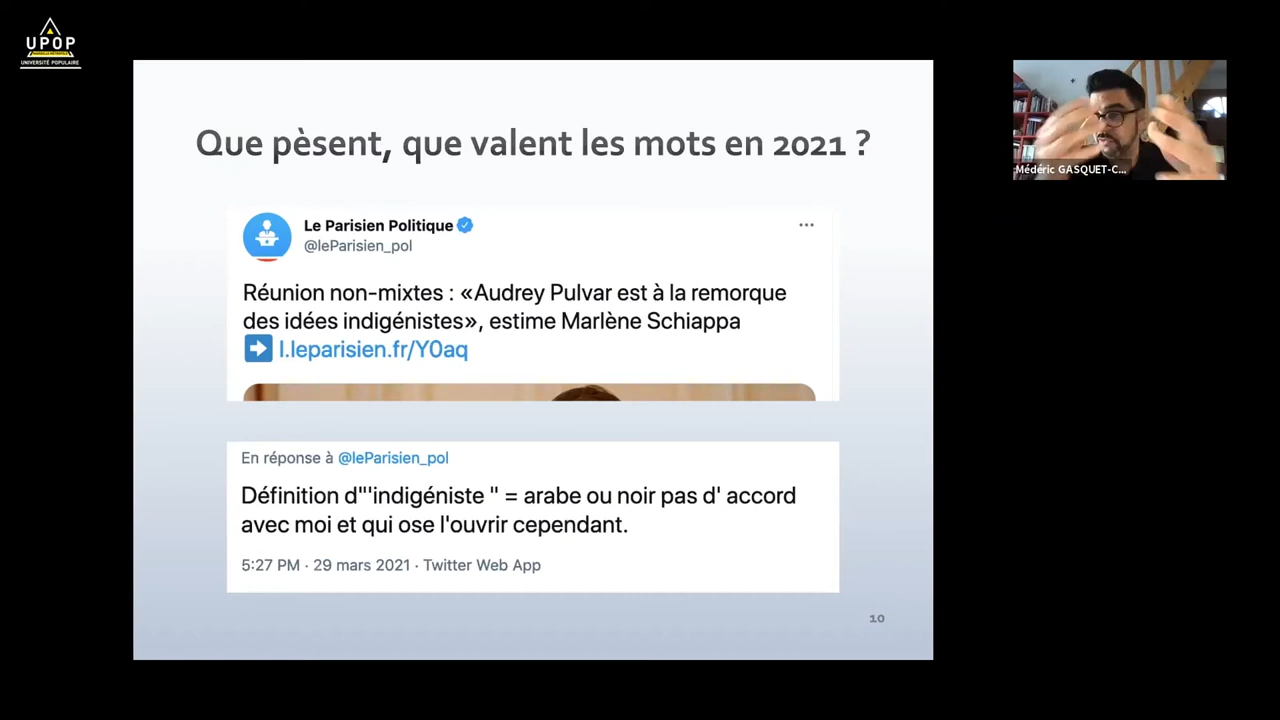 UPOP
UNIVERSITÉ POPULAIRE
Que pèsent, que valent les mots en 2021 ?
Le Parisien Politique
@leParisien_pol
Réunion non-mixtes : «Audrey Pulvar est à la remorque
des idées indigénistes», estime Marlène Schiappa
l.leparisien.fr/Y0aq
En réponse à @leParisien_pol
Définition d"'indigéniste " = arabe ou noir pas d' accord
avec moi et qui ose l'ouvrir cependant.
5:27 PM · 29 mars 2021 · Twitter Web App
10
Médéric GASQUET-C...